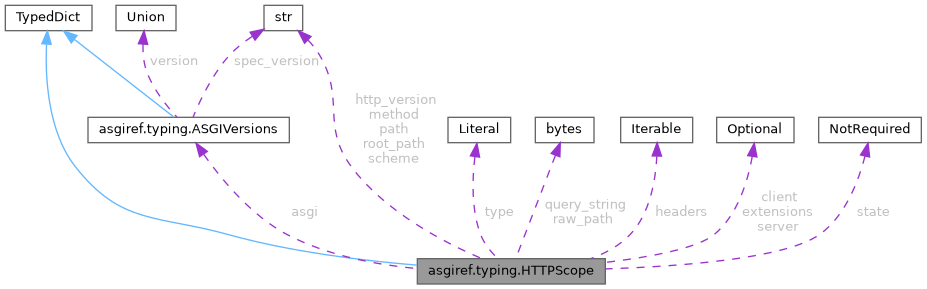 TypedDict
Union
str
version
spec_version
http_version
method
path
root_path
scheme
asgiref.typing.ASGIVersions
Literal
bytes
Iterable
Optional
NotRequired
asgi
type
query_string
raw_path
headers
client
extensions
server
state
asgiref.typing.HTTPScope